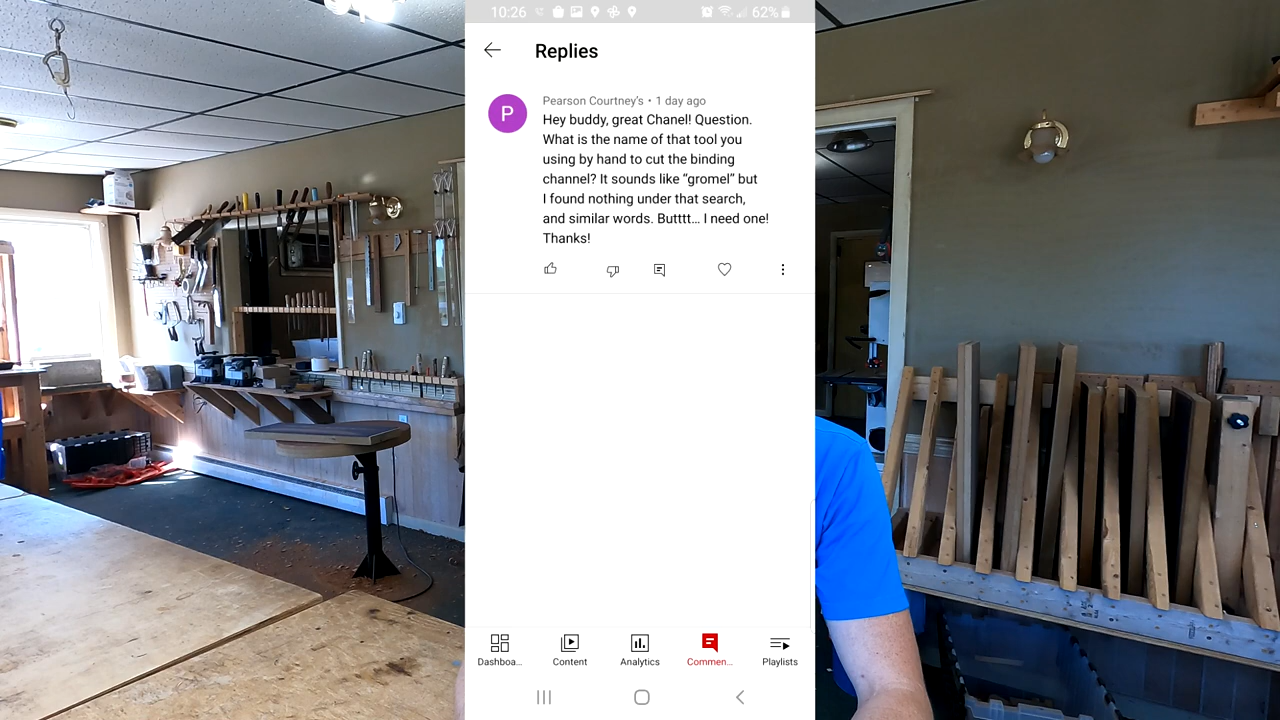 10:26
62%
Replies
P
Pearson Courtney's • 1 day ago
Hey buddy, great Chanel! Question.
What is the name of that tool you
using by hand to cut the binding
channel? It sounds like “gromel” but
I found nothing under that search,
and similar words. Butttt… I need one!
Thanks!
Dashboa...
Content
Analytics
Commen...
Playlists